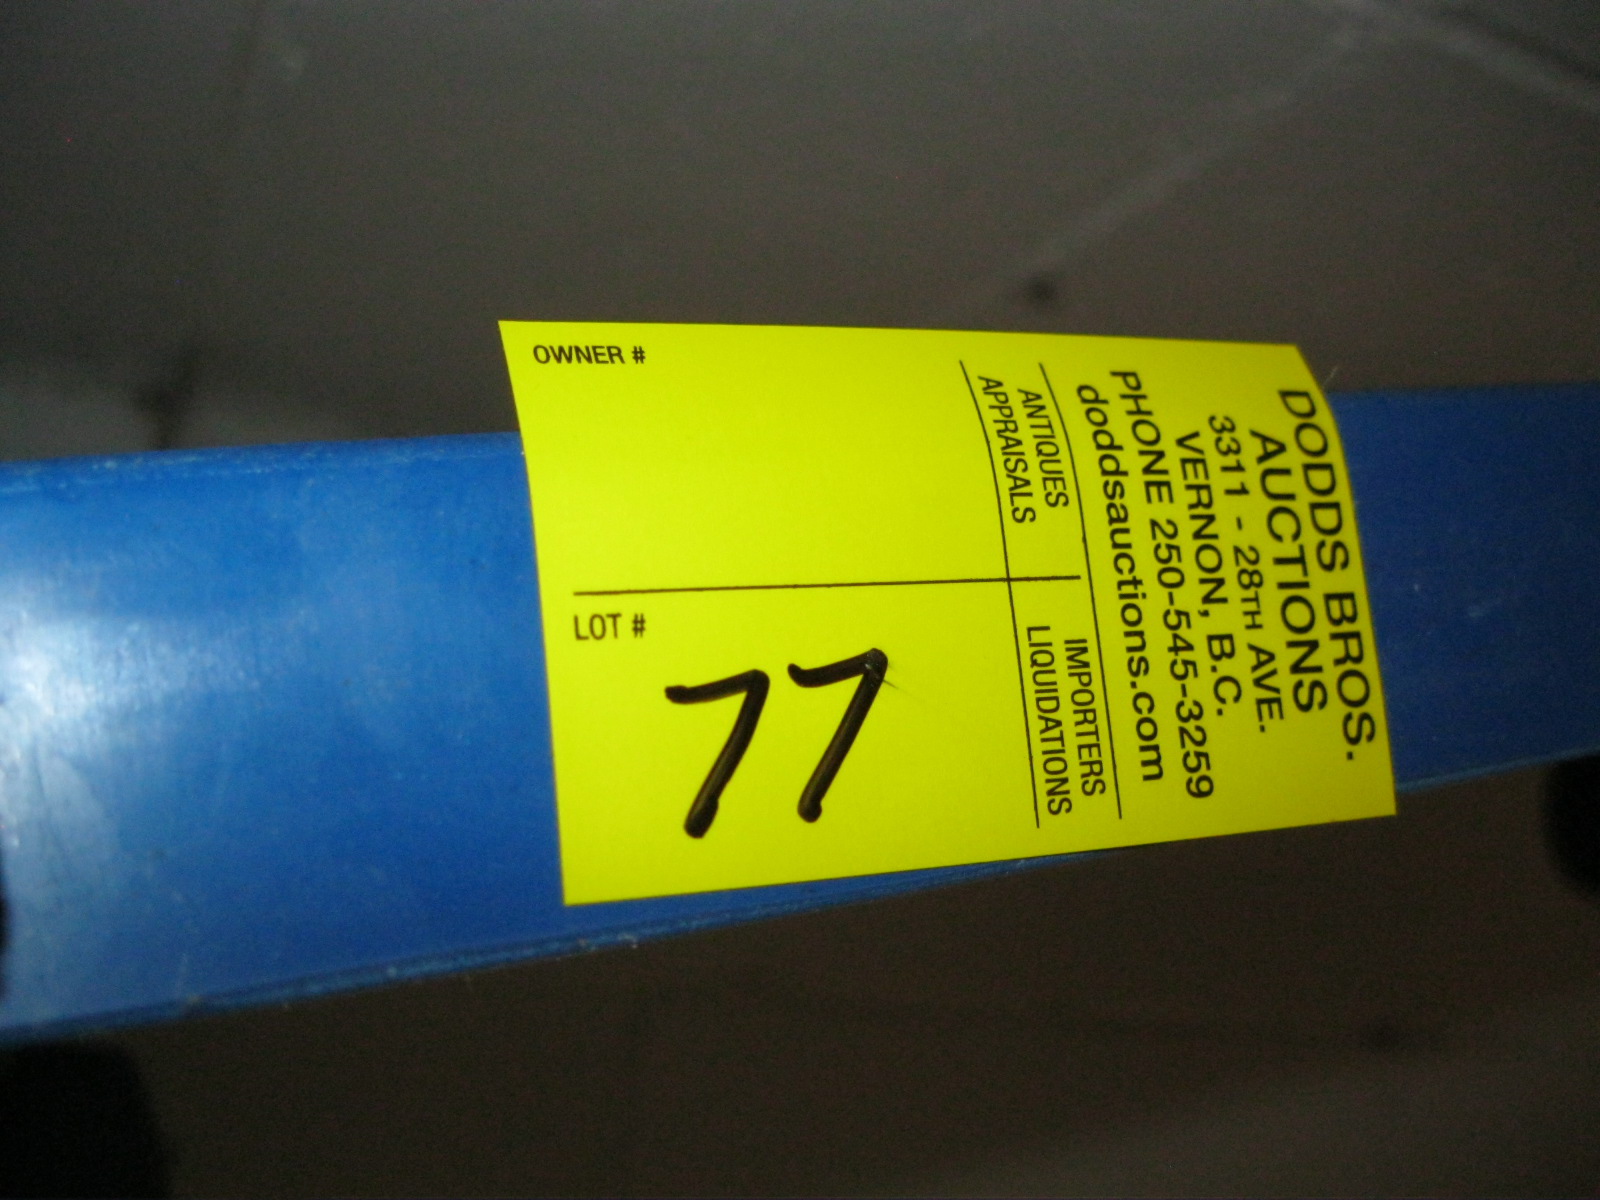 DODDS BROS.
AUCTIONS
3311 - 28TH AVE.
VERNON, B.C.
PHONE 250-545-3259
doddsauctions.com
ANTIQUES IMPORTERS
APPRAISALS LIQUIDATIONS
OWNER #
LOT #
77